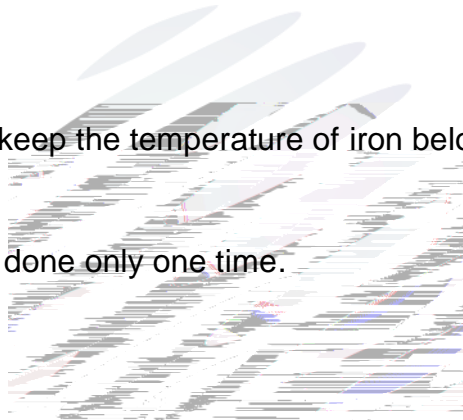 keep the temperature of iron belo
done only one time.